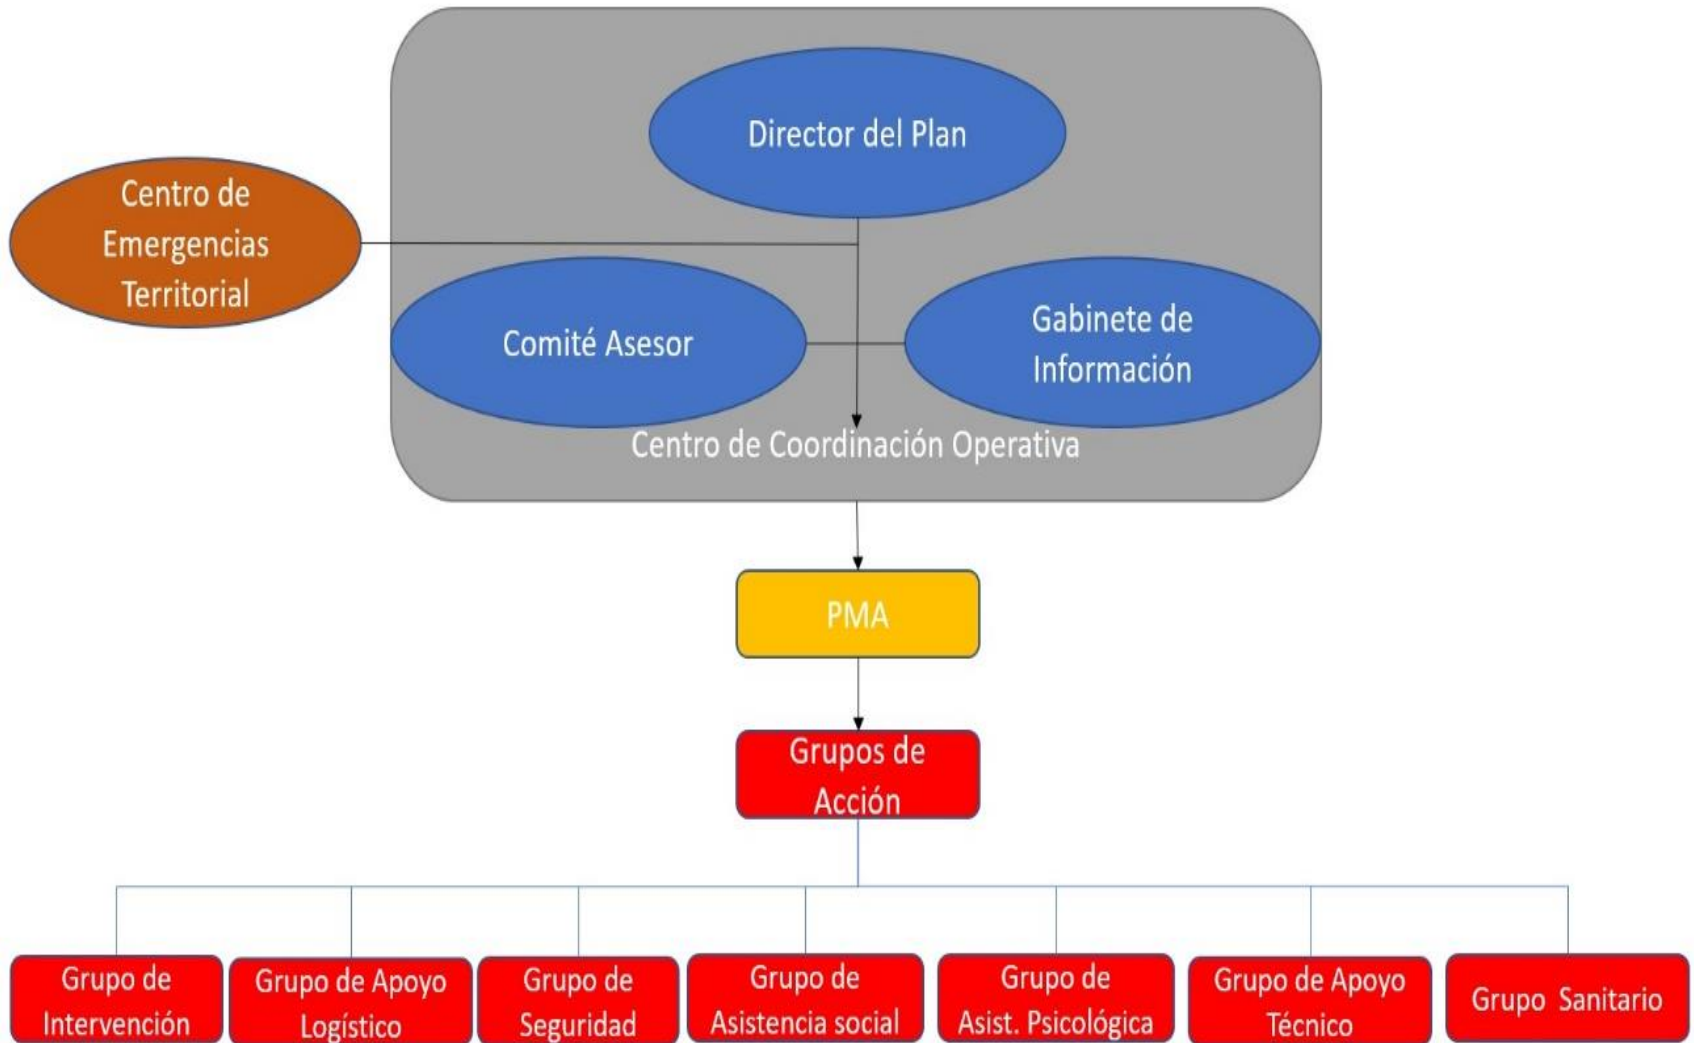 Director del Plan
Centro de
Emergencias
Territorial
Comité Asesor
Gabinete de
Información
Centro de Coordinación Operativa
PMA
Grupos de
Acción
Grupo de
Intervención
Grupo de Apoyo
Logístico
Grupo de
Seguridad
Grupo de
Asistencia social
Grupo de
Asist. Psicológica
Grupo de Apoyo
Técnico
Grupo Sanitario